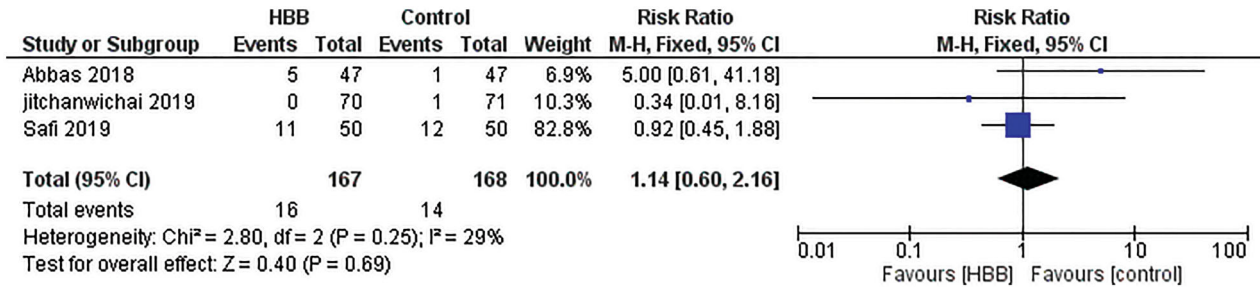 HBB Control Risk Ratio Risk Ratio
Study or Subgroup Events Total Events Total Weight M-H, Fixed, 95% CI M-H, Fixed, 95% CI
Abbas 2018 5 47 1 47 6.9% 5.00 [0.61, 41.18]
jitchanwichai 2019 0 70 1 71 10.3% 0.34 [0.01, 8.16]
Safi 2019 11 50 12 50 82.8% 0.92 [0.45, 1.88]
Total (95% CI) 167 168 100.0% 1.14 [0.60, 2.16]
Total events 16 14
Heterogeneity: Chi² = 2.80, df = 2 (P = 0.25); I² = 29%
Test for overall effect: Z = 0.40 (P = 0.69)
0.01 0.1 1 10 100
Favours [HBB] Favours [control]